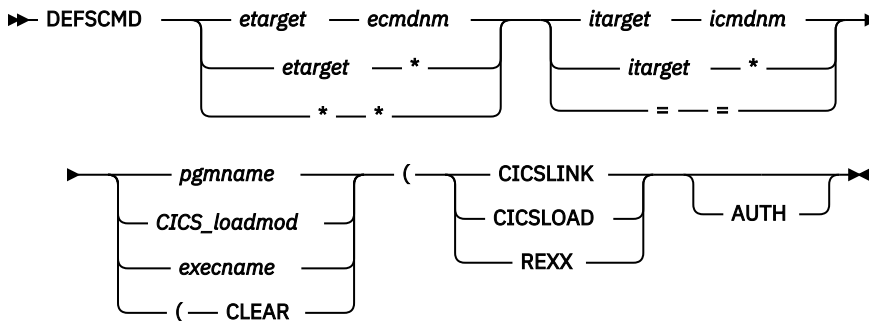 DEFSCMD etarget ecmdnm itarget icmdnm
etarget * itarget *
* * = =
pgmname ( CICSLINK
CICS_loadmod CICSLOAD AUTH
execname REXX
( CLEAR